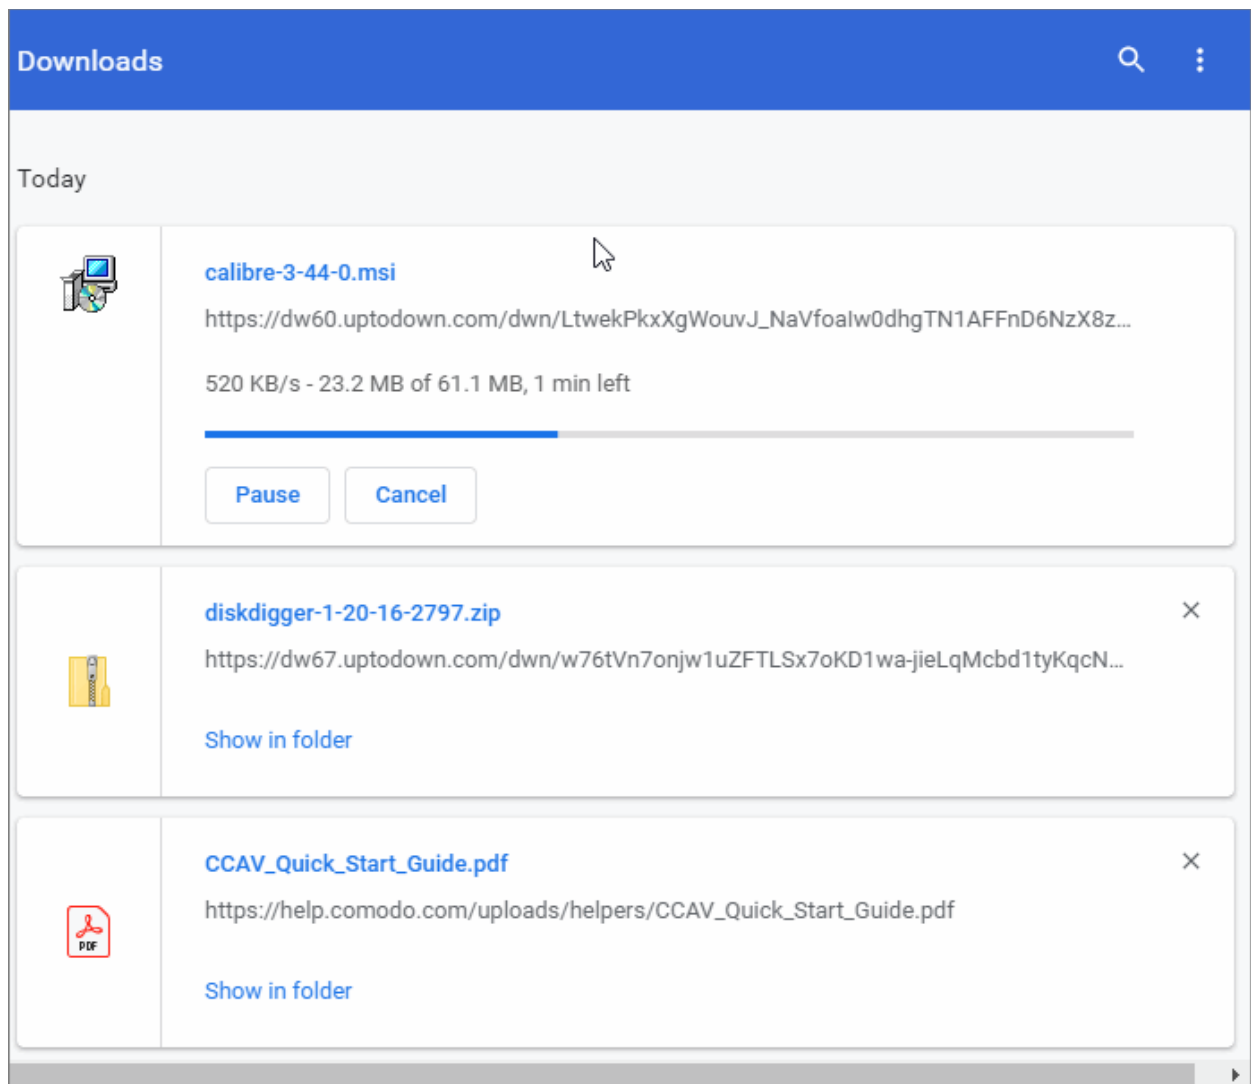 Downloads
Today
calibre-3-44-0.msi
https://dw60.uptodown.com/dwn/LtwekPkxXgWouvJ_NaVfoaIw0dhgTN1AFFnD6NzX8z...
520 KB/s - 23.2 MB of 61.1 MB, 1 min left
Pause Cancel
diskdigger-1-20-16-2797.zip
https://dw67.uptodown.com/dwn/w76tVn7onjw1uZFTLSx7oKD1wa-jieLqMcbd1tyKqcN...
Show in folder
CCAV_Quick_Start_Guide.pdf
https://help.comodo.com/uploads/helpers/CCAV_Quick_Start_Guide.pdf
PDF
Show in folder